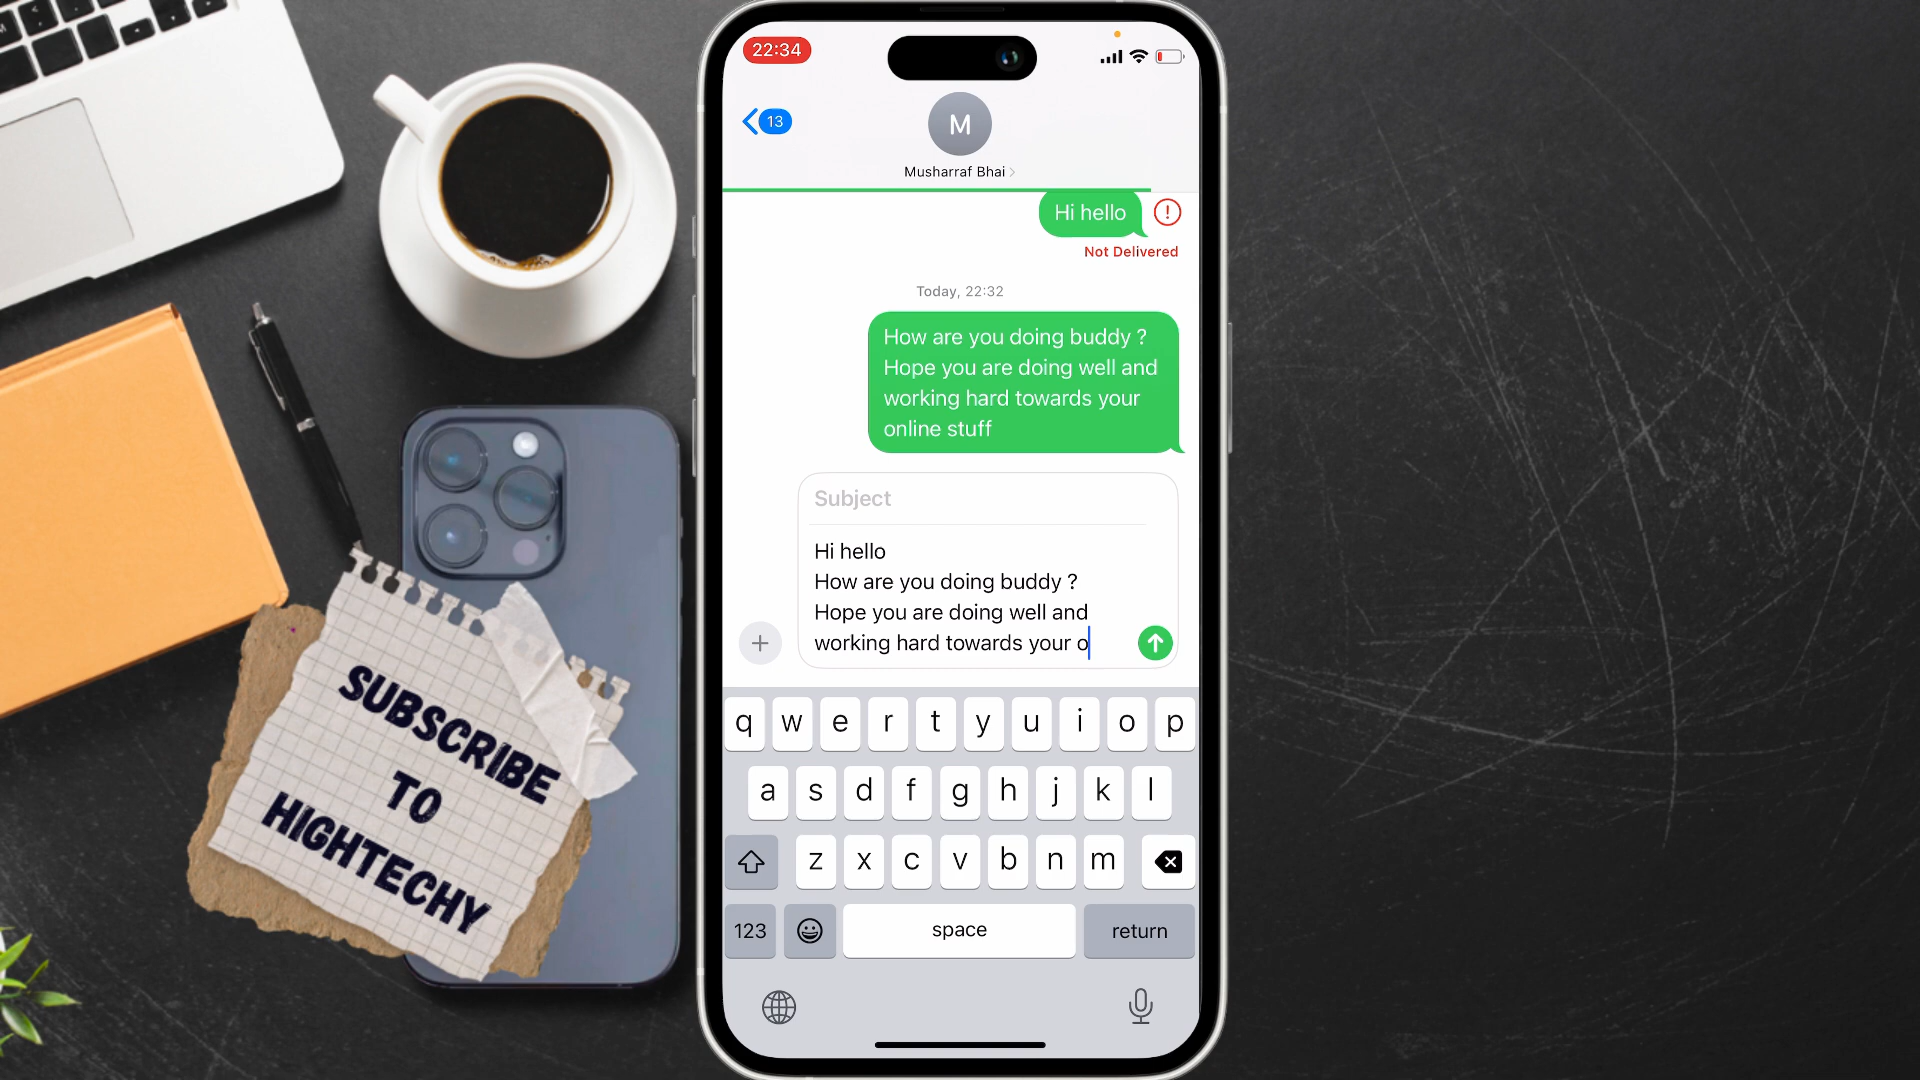 22:34
13
M
Musharraf Bhai
Hi hello
Not Delivered
Today, 22:32
How are you doing buddy ?
Hope you are doing well and
working hard towards your
online stuff
Subject
Hi hello
How are you doing buddy ?
Hope you are doing well and
working hard towards your o
q w e r t y u i o p
a s d f g h j k l
z x c v b n m
123 space return
SUBSCRIBE
TO
HIGHTECHY